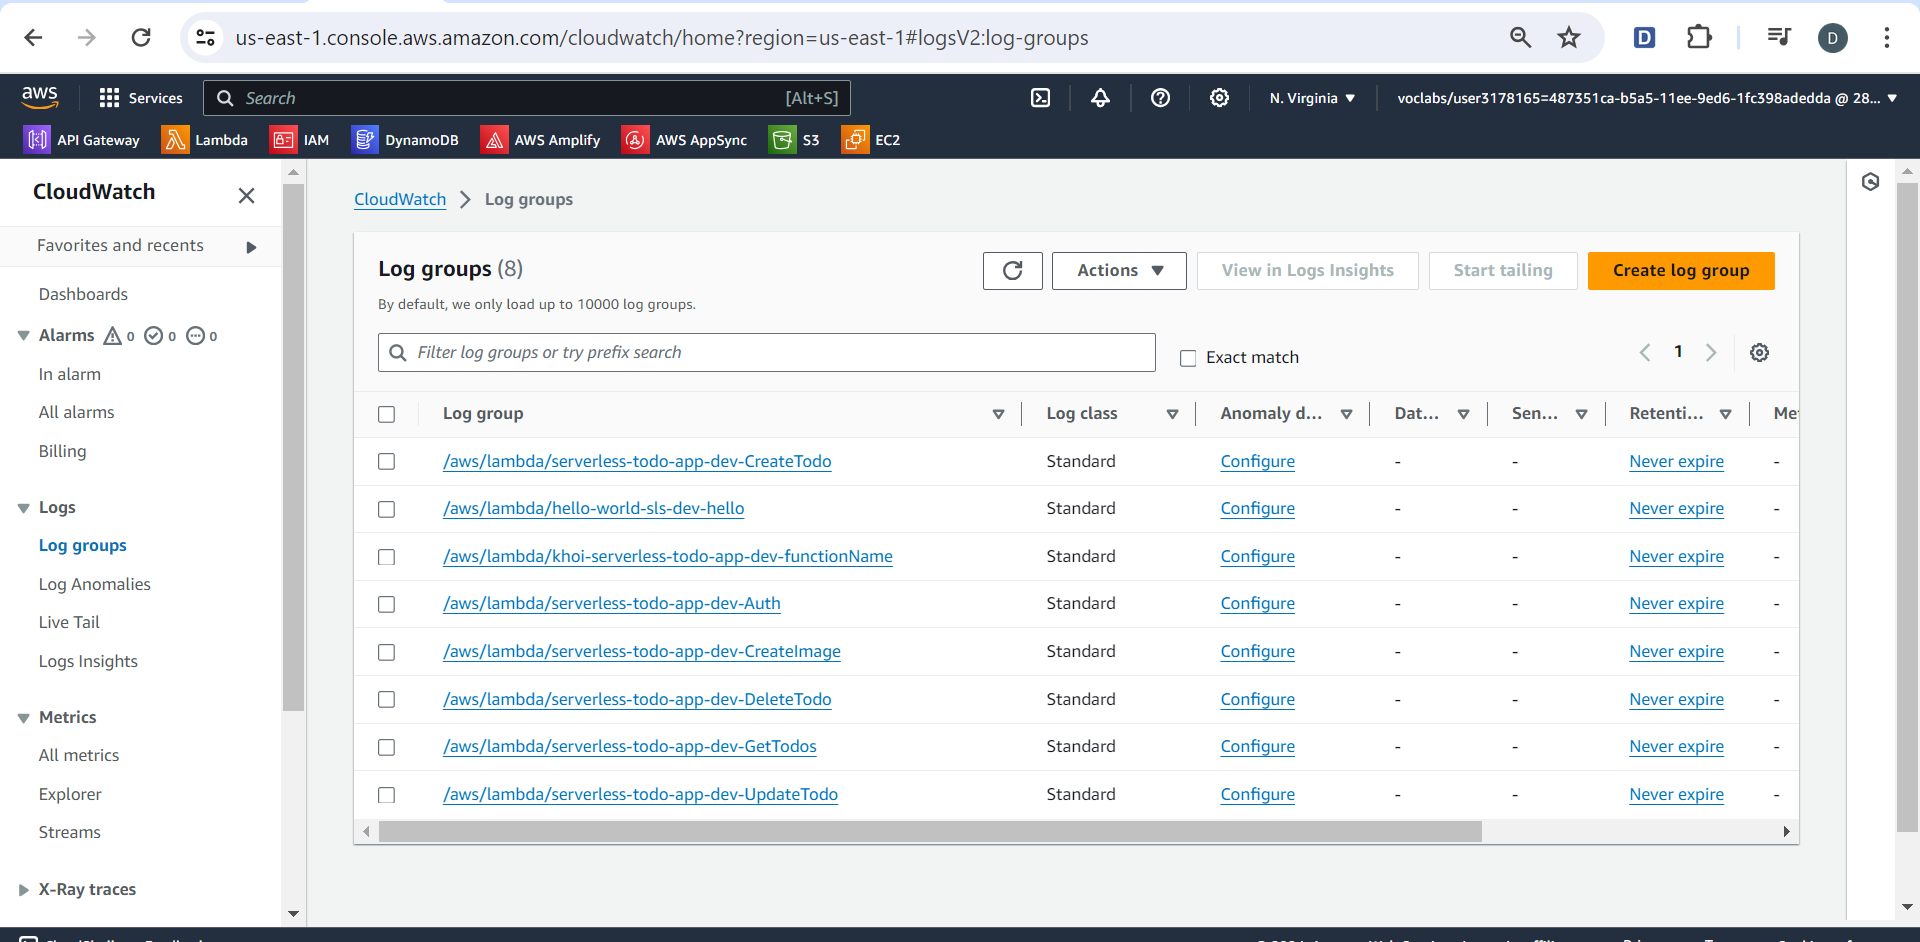 us-east-1.console.aws.amazon.com/cloudwatch/home?region=us-east-1#logsV2:log-groups
D
D
aws
Services
Search
[Alt+S]
N. Virginia
voclabs/user3178165=487351ca-b5a5-11ee-9ed6-1fc398adedda @ 28...
API Gateway
Lambda
IAM
DynamoDB
AWS Amplify
AWS AppSync
S3
EC2
CloudWatch
Favorites and recents
Dashboards
Alarms 0 0 0
In alarm
All alarms
Billing
Logs
Log groups
Log Anomalies
Live Tail
Logs Insights
Metrics
All metrics
Explorer
Streams
X-Ray traces
CloudWatch > Log groups
Log groups (8)
By default, we only load up to 10000 log groups.
Actions
View in Logs Insights
Start tailing
Create log group
Filter log groups or try prefix search
Exact match
1
Log group Log class Anomaly d... Dat... Sen... Retenti... Me
/aws/lambda/serverless-todo-app-dev-CreateTodo Standard Configure - - Never expire -
/aws/lambda/hello-world-sls-dev-hello Standard Configure - - Never expire -
/aws/lambda/khoi-serverless-todo-app-dev-functionName Standard Configure - - Never expire -
/aws/lambda/serverless-todo-app-dev-Auth Standard Configure - - Never expire -
/aws/lambda/serverless-todo-app-dev-CreateImage Standard Configure - - Never expire -
/aws/lambda/serverless-todo-app-dev-DeleteTodo Standard Configure - - Never expire -
/aws/lambda/serverless-todo-app-dev-GetTodos Standard Configure - - Never expire -
/aws/lambda/serverless-todo-app-dev-UpdateTodo Standard Configure - - Never expire -